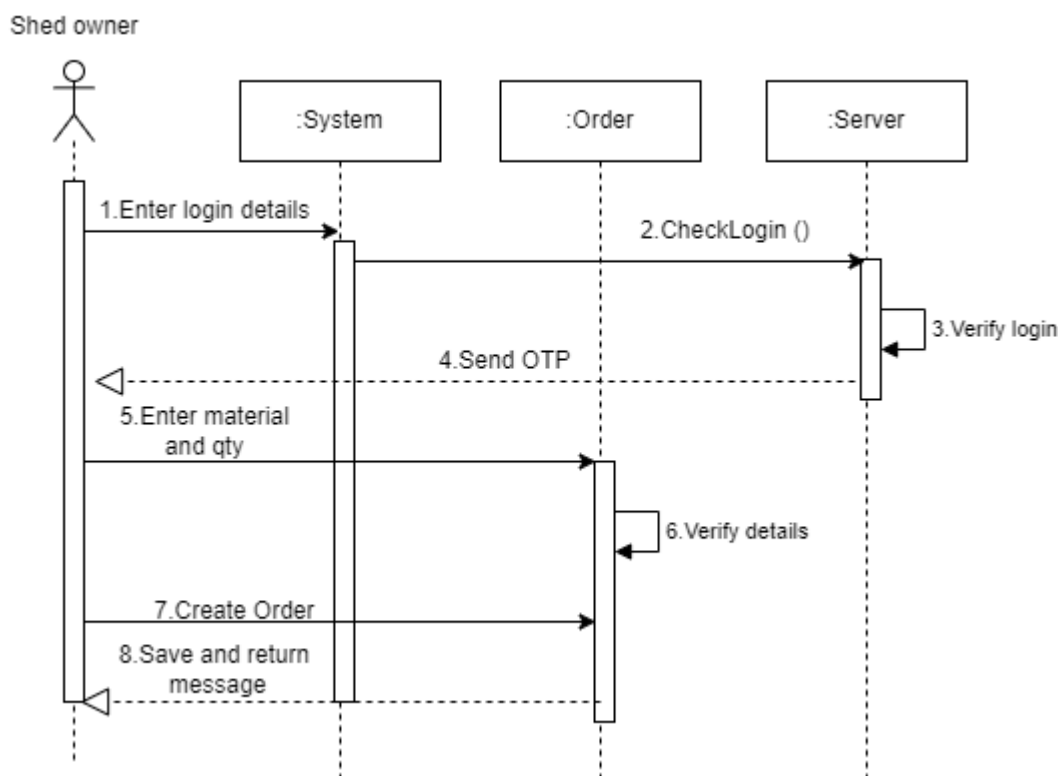 Shed owner
:System
:Order
:Server
1.Enter login details
2.CheckLogin ()
3.Verify login
4.Send OTP
5.Enter material
and qty
6.Verify details
7.Create Order
8.Save and return
message